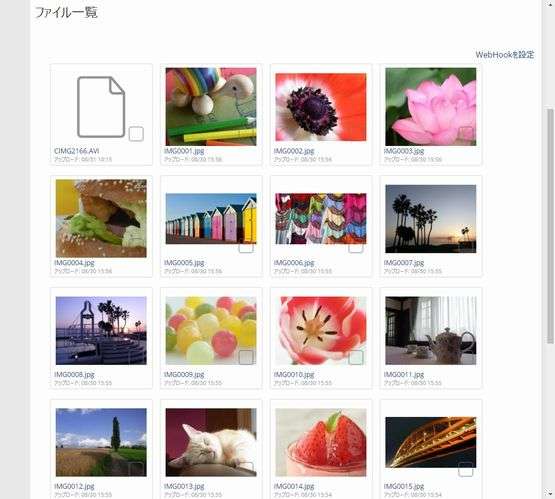 ファイル一覧
WebHookを設定
CIMG2166.AVI
アップロード: 08/31 14:15
IMG0001.jpg
アップロード: 08/30 15:56
IMG0002.jpg
アップロード: 08/30 15:56
IMG0003.jpg
アップロード: 08/30 15:56
IMG0004.jpg
アップロード: 08/30 15:56
IMG0005.jpg
アップロード: 08/30 15:56
IMG0006.jpg
アップロード: 08/30 15:55
IMG0007.jpg
アップロード: 08/30 15:55
IMG0008.jpg
アップロード: 08/30 15:55
IMG0009.jpg
アップロード: 08/30 15:55
IMG0010.jpg
アップロード: 08/30 15:55
IMG0011.jpg
アップロード: 08/30 15:55
IMG0012.jpg
アップロード: 08/30 15:55
IMG0013.jpg
アップロード: 08/30 15:55
IMG0014.jpg
アップロード: 08/30 15:54
IMG0015.jpg
アップロード: 08/30 15:54